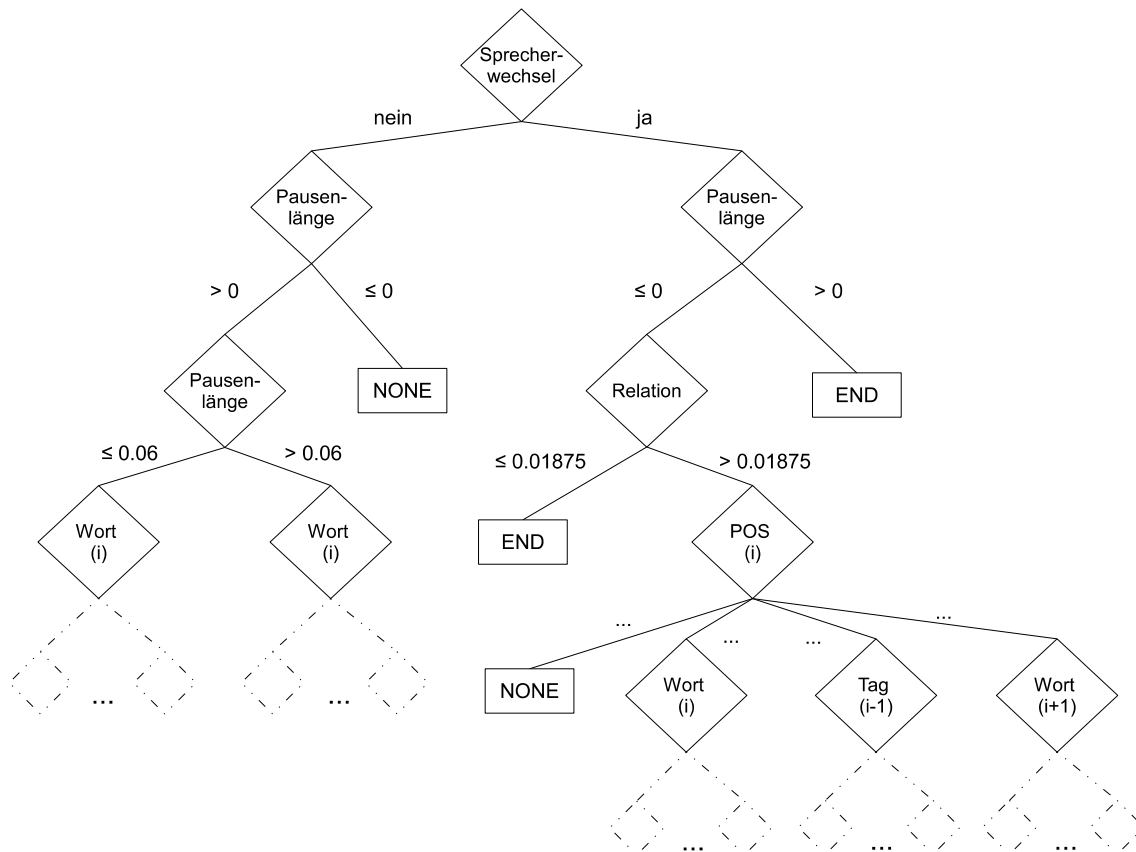 Sprecher-
wechsel
nein
ja
Pausen-
länge
Pausen-
länge
> 0
≤ 0
≤ 0
> 0
Pausen-
länge
NONE
Relation
END
≤ 0.06
> 0.06
≤ 0.01875
> 0.01875
Wort
(i)
Wort
(i)
END
POS
(i)
...
...
...
...
NONE
Wort
(i)
Tag
(i-1)
Wort
(i+1)
...
...
...
...
...